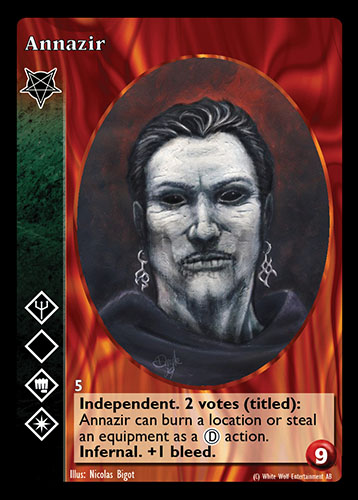 Annazir
5
Independent. 2 votes (titled):
Annazir can burn a location or steal
an equipment as a Ⓓ action.
Infernal. +1 bleed.
9
Illus: Nicolas Bigot
(C) White Wolf Entertainment AB